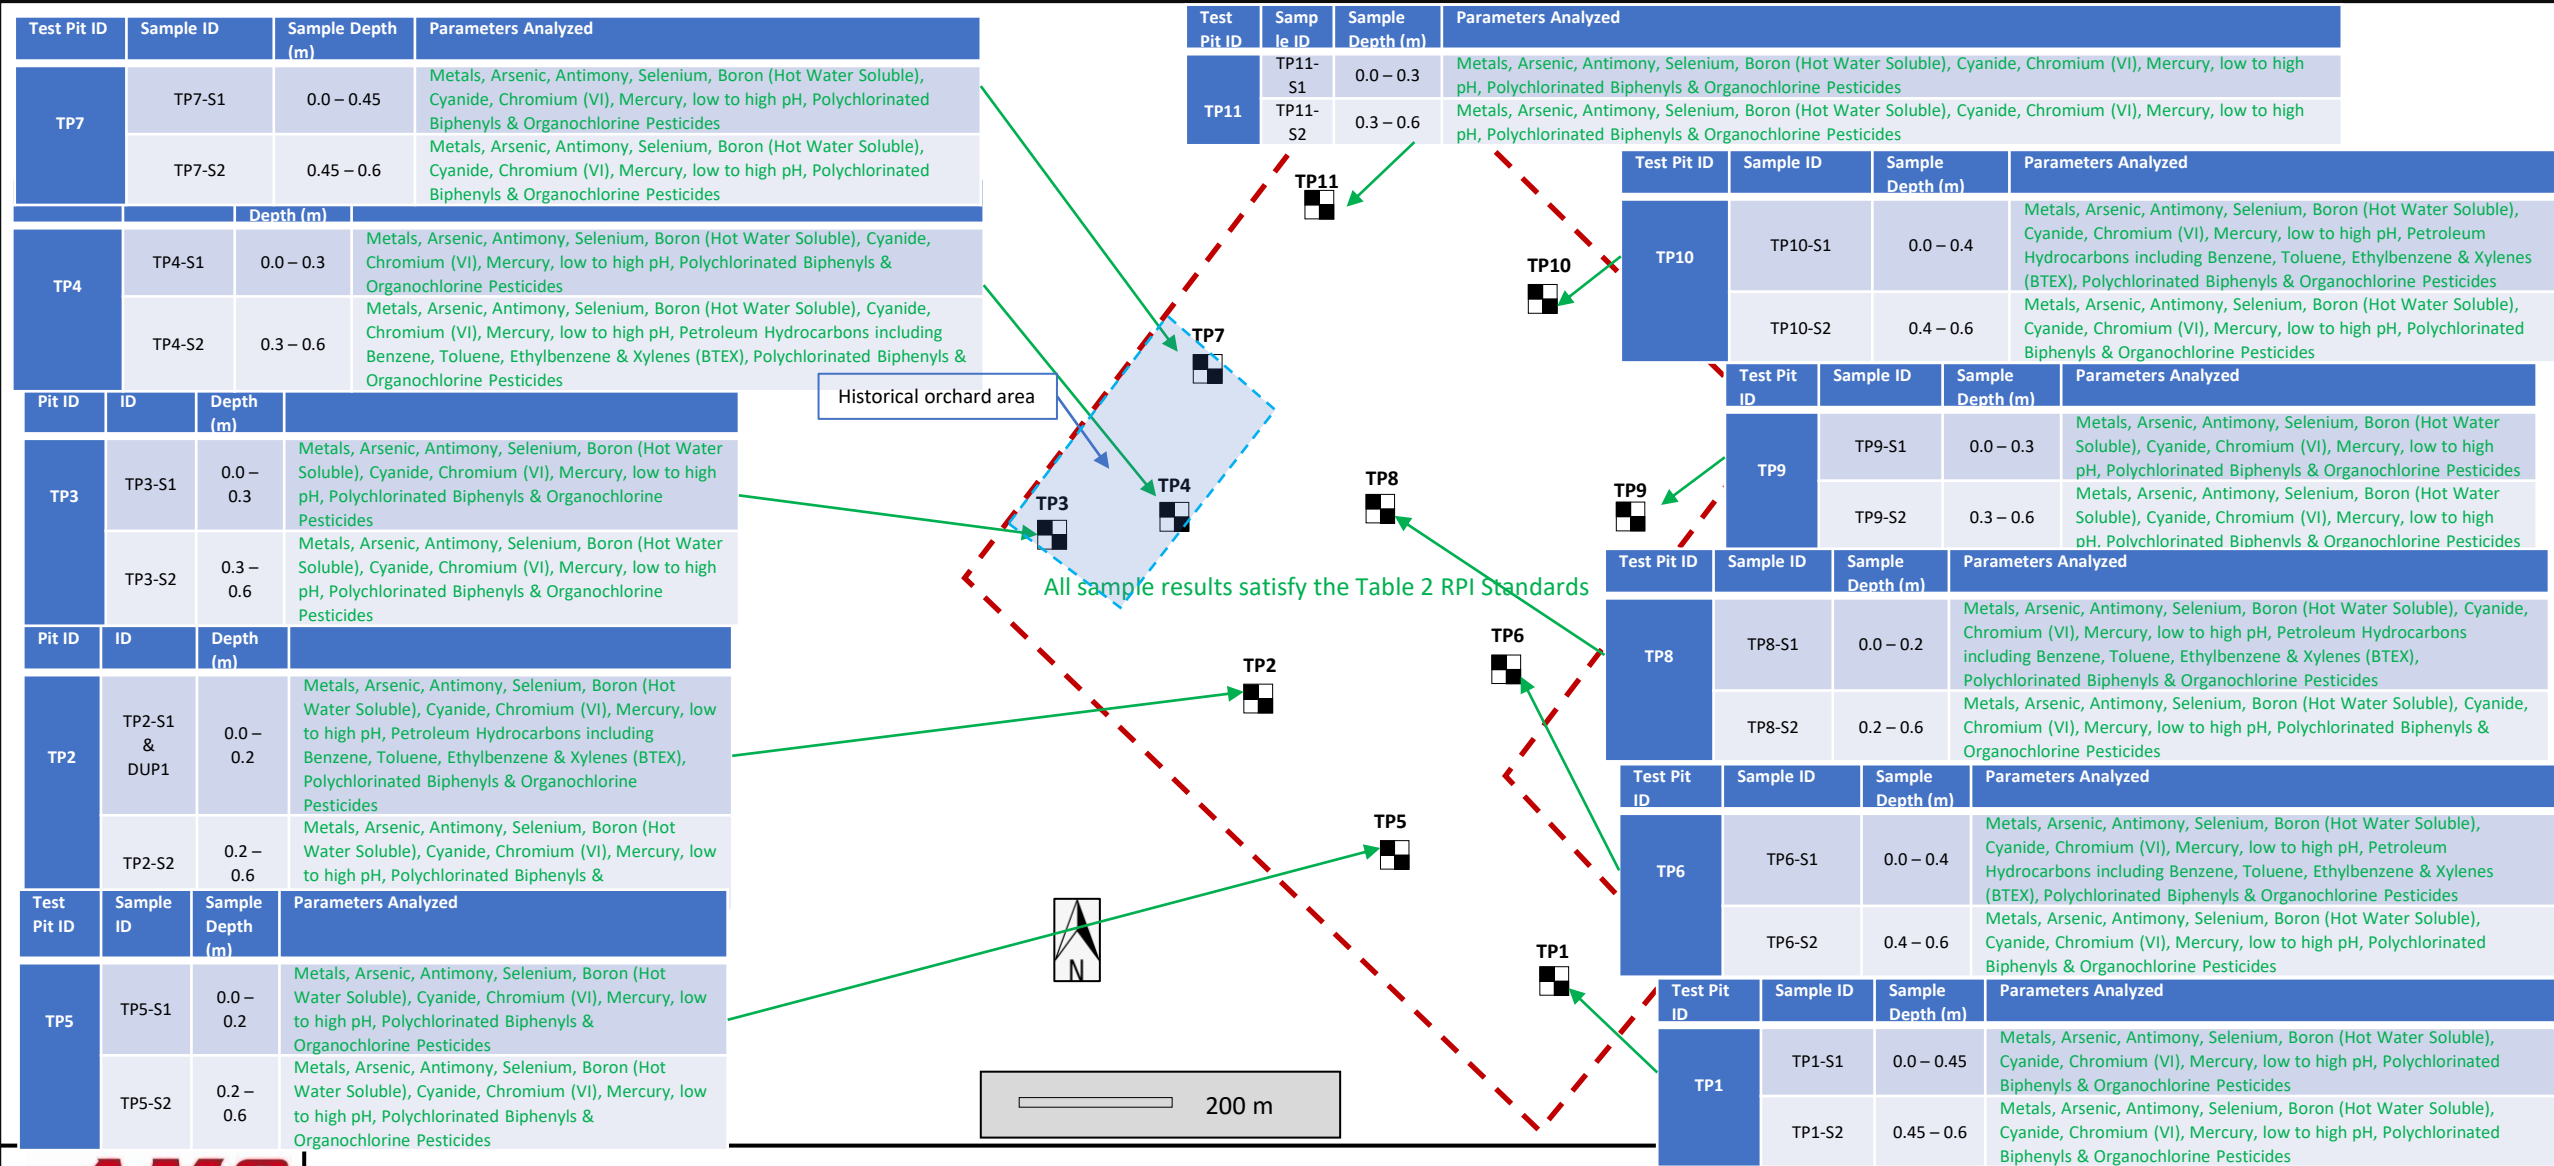 Test Pit ID Sample ID Sample Depth Parameters Analyzed
(m)
TP7
TP7-S1 0.0 – 0.45
Metals, Arsenic, Antimony, Selenium, Boron (Hot Water Soluble),
Cyanide, Chromium (VI), Mercury, low to high pH, Polychlorinated
Biphenyls & Organochlorine Pesticides
TP7-S2 0.45 – 0.6
Metals, Arsenic, Antimony, Selenium, Boron (Hot Water Soluble),
Cyanide, Chromium (VI), Mercury, low to high pH, Polychlorinated
Biphenyls & Organochlorine Pesticides
Depth (m)
TP4
TP4-S1 0.0 – 0.3
Metals, Arsenic, Antimony, Selenium, Boron (Hot Water Soluble), Cyanide,
Chromium (VI), Mercury, low to high pH, Polychlorinated Biphenyls &
Organochlorine Pesticides
TP4-S2 0.3 – 0.6
Metals, Arsenic, Antimony, Selenium, Boron (Hot Water Soluble), Cyanide,
Chromium (VI), Mercury, low to high pH, Petroleum Hydrocarbons including
Benzene, Toluene, Ethylbenzene & Xylenes (BTEX), Polychlorinated Biphenyls &
Organochlorine Pesticides
Pit ID ID Depth
(m)
TP3
TP3-S1
0.0 –
0.3
Metals, Arsenic, Antimony, Selenium, Boron (Hot Water
Soluble), Cyanide, Chromium (VI), Mercury, low to high
pH, Polychlorinated Biphenyls & Organochlorine
Pesticides
TP3-S2
0.3 –
0.6
Metals, Arsenic, Antimony, Selenium, Boron (Hot Water
Soluble), Cyanide, Chromium (VI), Mercury, low to high
pH, Polychlorinated Biphenyls & Organochlorine
Pesticides
Pit ID ID Depth
(m)
TP2
TP2-S1
&
DUP1
0.0 –
0.2
Metals, Arsenic, Antimony, Selenium, Boron (Hot
Water Soluble), Cyanide, Chromium (VI), Mercury, low
to high pH, Petroleum Hydrocarbons including
Benzene, Toluene, Ethylbenzene & Xylenes (BTEX),
Polychlorinated Biphenyls & Organochlorine
Pesticides
TP2-S2
0.2 –
0.6
Metals, Arsenic, Antimony, Selenium, Boron (Hot
Water Soluble), Cyanide, Chromium (VI), Mercury, low
to high pH, Polychlorinated Biphenyls &
Test Sample Sample Parameters Analyzed
Pit ID ID Depth
(m)
TP5
TP5-S1
0.0 –
0.2
Metals, Arsenic, Antimony, Selenium, Boron (Hot
Water Soluble), Cyanide, Chromium (VI), Mercury, low
to high pH, Polychlorinated Biphenyls &
Organochlorine Pesticides
TP5-S2
0.2 –
0.6
Metals, Arsenic, Antimony, Selenium, Boron (Hot
Water Soluble), Cyanide, Chromium (VI), Mercury, low
to high pH, Polychlorinated Biphenyls &
Organochlorine Pesticides
Historical orchard area
TP11
TP10
TP7
TP8
TP9
TP4
TP3
All sample results satisfy the Table 2 RPI Standards
TP6
TP2
TP5
TP1
N
200 m
Test Samp Sample Parameters Analyzed
Pit ID le ID Depth (m)
TP11
TP11-
S1
0.0 – 0.3
Metals, Arsenic, Antimony, Selenium, Boron (Hot Water Soluble), Cyanide, Chromium (VI), Mercury, low to high
pH, Polychlorinated Biphenyls & Organochlorine Pesticides
TP11-
S2
0.3 – 0.6
Metals, Arsenic, Antimony, Selenium, Boron (Hot Water Soluble), Cyanide, Chromium (VI), Mercury, low to high
pH, Polychlorinated Biphenyls & Organochlorine Pesticides
Test Pit ID Sample ID Sample Parameters Analyzed
Depth (m)
TP10
TP10-S1 0.0 – 0.4
Metals, Arsenic, Antimony, Selenium, Boron (Hot Water Soluble),
Cyanide, Chromium (VI), Mercury, low to high pH, Petroleum
Hydrocarbons including Benzene, Toluene, Ethylbenzene & Xylenes
(BTEX), Polychlorinated Biphenyls & Organochlorine Pesticides
TP10-S2 0.4 – 0.6
Metals, Arsenic, Antimony, Selenium, Boron (Hot Water Soluble),
Cyanide, Chromium (VI), Mercury, low to high pH, Polychlorinated
Biphenyls & Organochlorine Pesticides
Test Pit Sample ID Sample Parameters Analyzed
ID Depth (m)
TP9
TP9-S1 0.0 – 0.3
Metals, Arsenic, Antimony, Selenium, Boron (Hot Water
Soluble), Cyanide, Chromium (VI), Mercury, low to high
pH, Polychlorinated Biphenyls & Organochlorine Pesticides
TP9-S2 0.3 – 0.6
Metals, Arsenic, Antimony, Selenium, Boron (Hot Water
Soluble), Cyanide, Chromium (VI), Mercury, low to high
pH, Polychlorinated Biphenyls & Organochlorine Pesticides
Test Pit ID Sample ID Sample Parameters Analyzed
Depth (m)
TP8
TP8-S1 0.0 – 0.2
Metals, Arsenic, Antimony, Selenium, Boron (Hot Water Soluble), Cyanide,
Chromium (VI), Mercury, low to high pH, Petroleum Hydrocarbons
including Benzene, Toluene, Ethylbenzene & Xylenes (BTEX),
Polychlorinated Biphenyls & Organochlorine Pesticides
TP8-S2 0.2 – 0.6
Metals, Arsenic, Antimony, Selenium, Boron (Hot Water Soluble), Cyanide,
Chromium (VI), Mercury, low to high pH, Polychlorinated Biphenyls &
Organochlorine Pesticides
Test Pit Sample ID Sample Parameters Analyzed
ID Depth (m)
TP6
TP6-S1 0.0 – 0.4
Metals, Arsenic, Antimony, Selenium, Boron (Hot Water Soluble),
Cyanide, Chromium (VI), Mercury, low to high pH, Petroleum
Hydrocarbons including Benzene, Toluene, Ethylbenzene & Xylenes
(BTEX), Polychlorinated Biphenyls & Organochlorine Pesticides
TP6-S2 0.4 – 0.6
Metals, Arsenic, Antimony, Selenium, Boron (Hot Water Soluble),
Cyanide, Chromium (VI), Mercury, low to high pH, Polychlorinated
Biphenyls & Organochlorine Pesticides
Test Pit Sample ID Sample Parameters Analyzed
ID Depth (m)
TP1
TP1-S1 0.0 – 0.45
Metals, Arsenic, Antimony, Selenium, Boron (Hot Water Soluble),
Cyanide, Chromium (VI), Mercury, low to high pH, Polychlorinated
Biphenyls & Organochlorine Pesticides
TP1-S2 0.45 – 0.6
Metals, Arsenic, Antimony, Selenium, Boron (Hot Water Soluble),
Cyanide, Chromium (VI), Mercury, low to high pH, Polychlorinated
Biphenyls & Organochlorine Pesticides